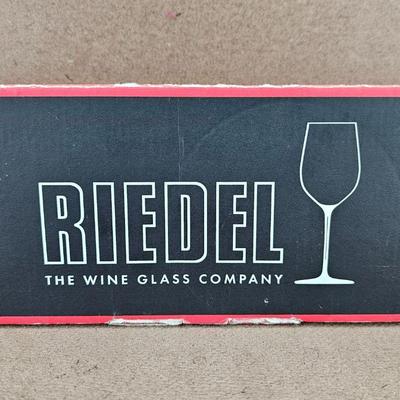 RIEDEL
THE WINE GLASS COMPANY